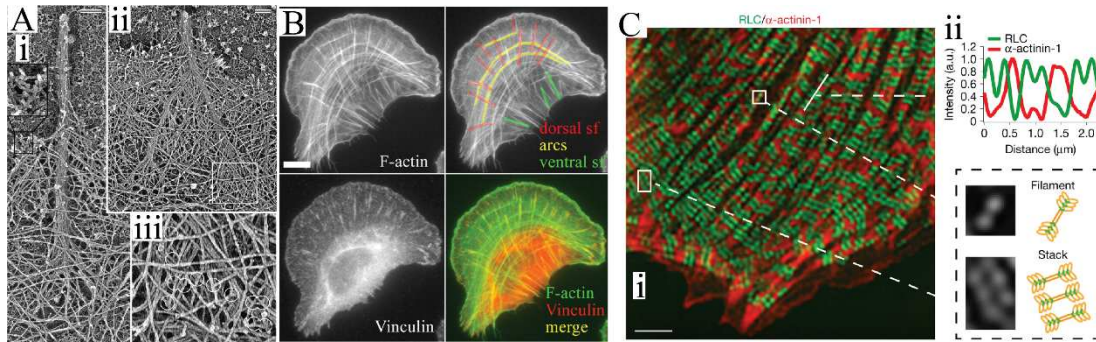 A
i
ii
iii
B
F-actin
dorsal sf
arcs
ventral sf
Vinculin
F-actin
Vinculin
merge
C
RLC/α-actinin-1
i
ii
RLC
α-actinin-1
Intensity (a.u.)
1.2
1.0
0.8
0.4
0.2
0
0 0.5 1.0 1.5 2.0
Distance (μm)
Filament
Stack